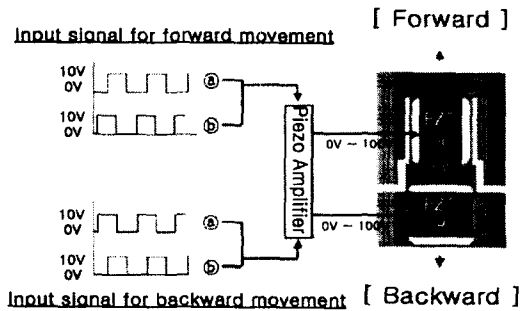 [ Forward ]
Input signal for forward movement
10V
0V
ⓐ
10V
0V
ⓑ
Piezo Amplifier
0V ~ 100
10V
0V
ⓐ
0V ~ 100
10V
0V
ⓑ
Input signal for backward movement
[ Backward ]